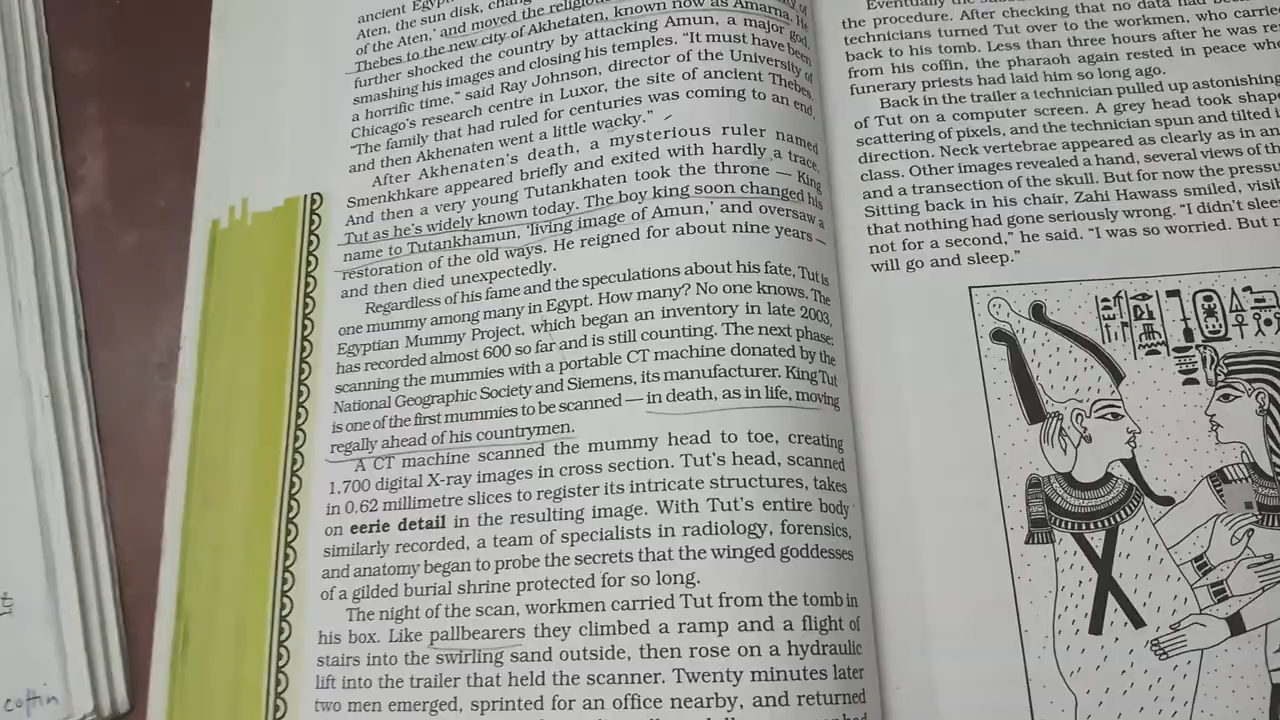 ancient Egypt
Aten, the sun disk, chang
of the Aten,' and moved the religious
Thebes to the new city of Akhetaten, known now as Amarna. He
further shocked the country by attacking Amun, a major god,
smashing his images and closing his temples. "It must have been
a horrific time," said Ray Johnson, director of the University of
Chicago's research centre in Luxor, the site of ancient Thebes.
"The family that had ruled for centuries was coming to an end,
and then Akhenaten went a little wacky."
After Akhenaten's death, a mysterious ruler named
Smenkhkare appeared briefly and exited with hardly a trace.
And then a very young Tutankhaten took the throne — King
Tut as he's widely known today. The boy king soon changed his
name to Tutankhamun, 'living image of Amun,' and oversaw a
restoration of the old ways. He reigned for about nine years —
and then died unexpectedly.
Regardless of his fame and the speculations about his fate, Tut is
one mummy among many in Egypt. How many? No one knows. The
Egyptian Mummy Project, which began an inventory in late 2003,
has recorded almost 600 so far and is still counting. The next phase:
scanning the mummies with a portable CT machine donated by the
National Geographic Society and Siemens, its manufacturer. King Tut
is one of the first mummies to be scanned — in death, as in life, moving
regally ahead of his countrymen.
A CT machine scanned the mummy head to toe, creating
1,700 digital X-ray images in cross section. Tut's head, scanned
in 0.62 millimetre slices to register its intricate structures, takes
on eerie detail in the resulting image. With Tut's entire body
similarly recorded, a team of specialists in radiology, forensics,
and anatomy began to probe the secrets that the winged goddesses
of a gilded burial shrine protected for so long.
The night of the scan, workmen carried Tut from the tomb in
his box. Like pallbearers they climbed a ramp and a flight of
stairs into the swirling sand outside, then rose on a hydraulic
lift into the trailer that held the scanner. Twenty minutes later
two men emerged, sprinted for an office nearby, and returned
Eventually the
the procedure. After checking that no data had
technicians turned Tut over to the workmen, who carrie
back to his tomb. Less than three hours after he was re
from his coffin, the pharaoh again rested in peace wh
funerary priests had laid him so long ago.
Back in the trailer a technician pulled up astonishing
of Tut on a computer screen. A grey head took shap
scattering of pixels, and the technician spun and tilted i
direction. Neck vertebrae appeared as clearly as in an
class. Other images revealed a hand, several views of th
and a transection of the skull. But for now the pressu
Sitting back in his chair, Zahi Hawass smiled, visil
that nothing had gone seriously wrong. "I didn't slee
not for a second," he said. "I was so worried. But n
will go and sleep."
coffin